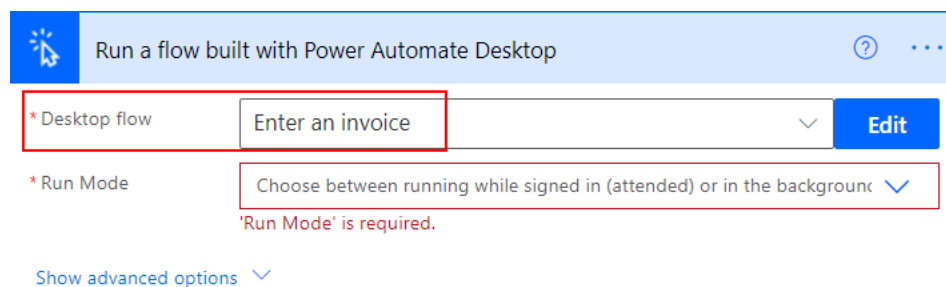 Run a flow built with Power Automate Desktop
* Desktop flow
Enter an invoice
Edit
* Run Mode
Choose between running while signed in (attended) or in the
'Run Mode' is required.
Show advanced options